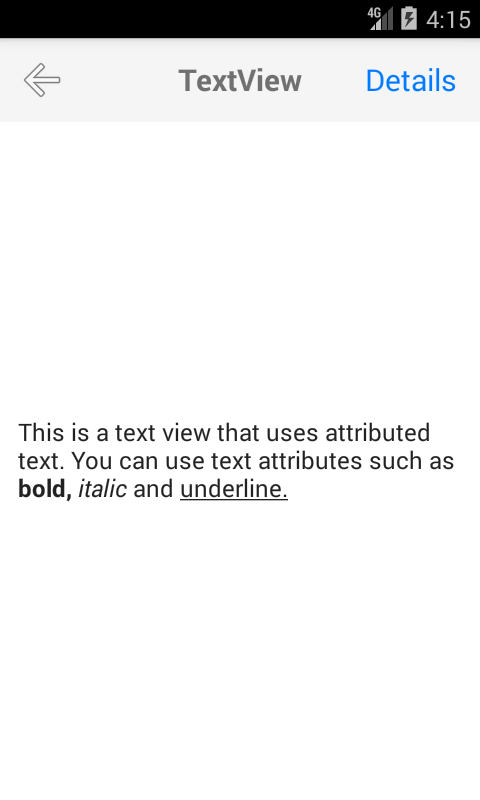 4G 4:15
TextView Details
This is a text view that uses attributed
text. You can use text attributes such as
bold, italic and underline.